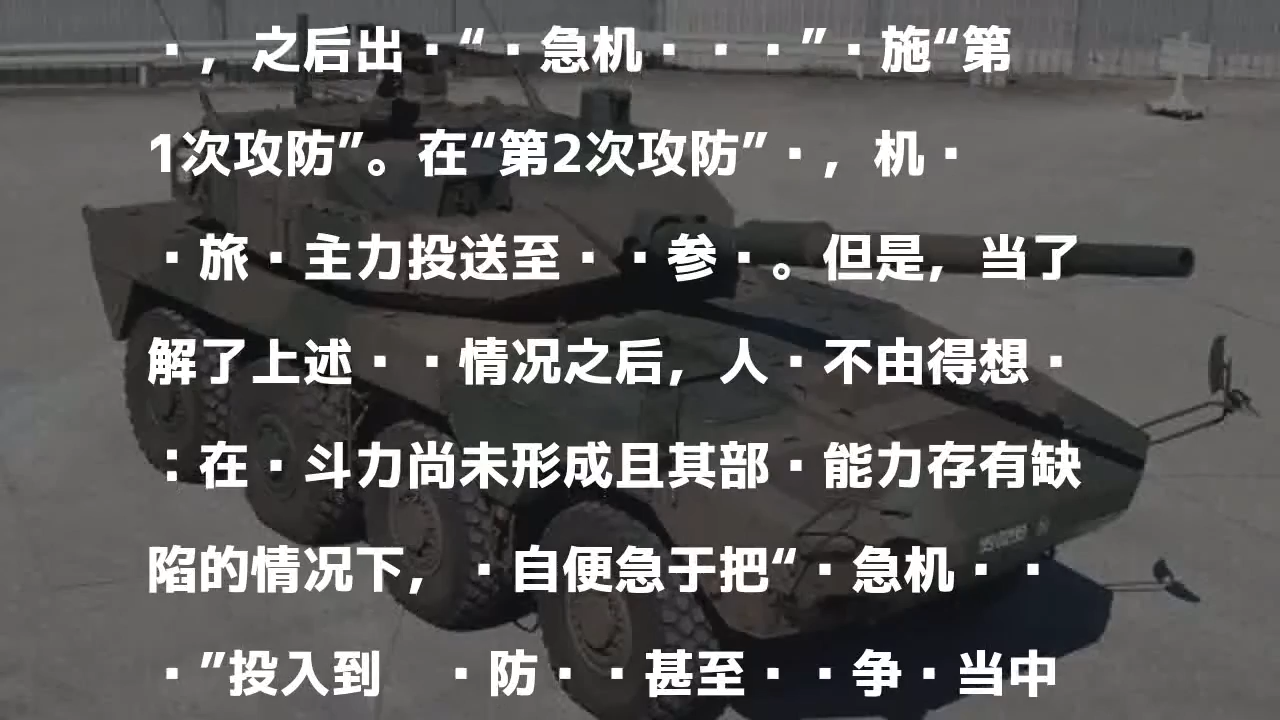 ▪，之后出▪“▪急机▪▪▪”▪施“第
1次攻防”。在“第2次攻防”▪，机▪
▪旅▪主力投送至▪▪参▪。但是，当了
解了上述▪▪情况之后，人▪不由得想▪
：在▪斗力尚未形成且其部▪能力存有缺
陷的情况下，▪自便急于把“▪急机▪▪
▪”投入到　▪防▪▪甚至▪▪争▪当中